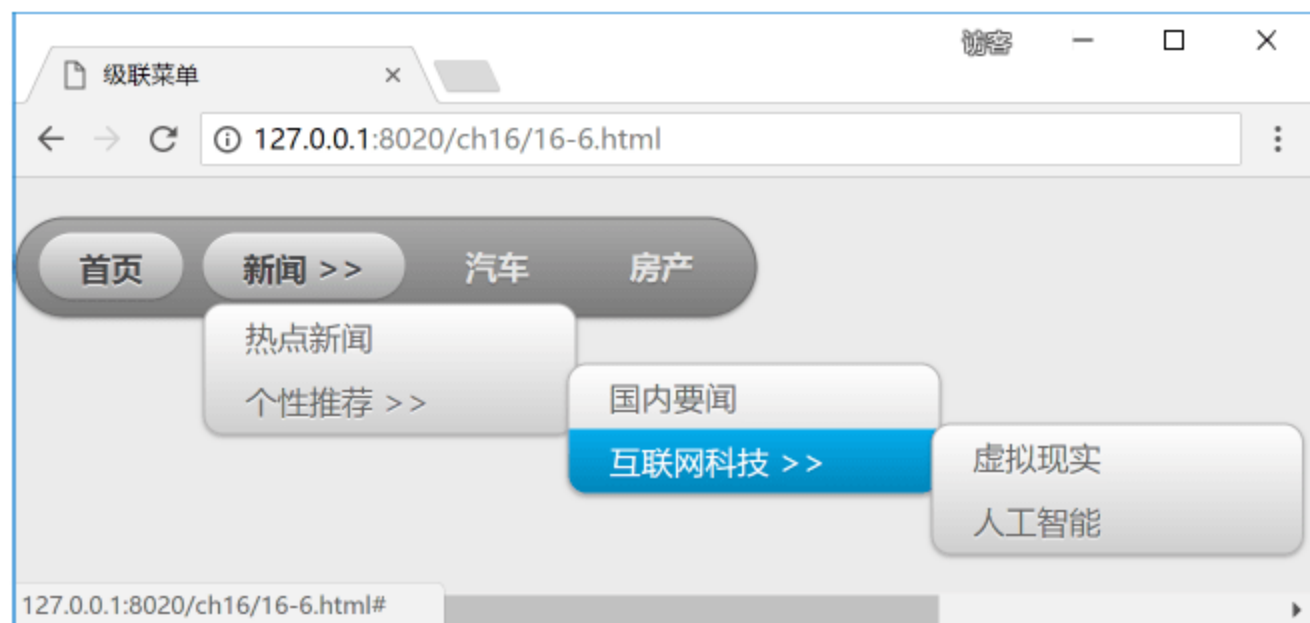 访客
级联菜单
127.0.0.1:8020/ch16/16-6.html
首页 新闻 >> 汽车 房产
热点新闻
个性推荐 >>
国内要闻
互联网科技 >>
虚拟现实
人工智能
127.0.0.1:8020/ch16/16-6.html#